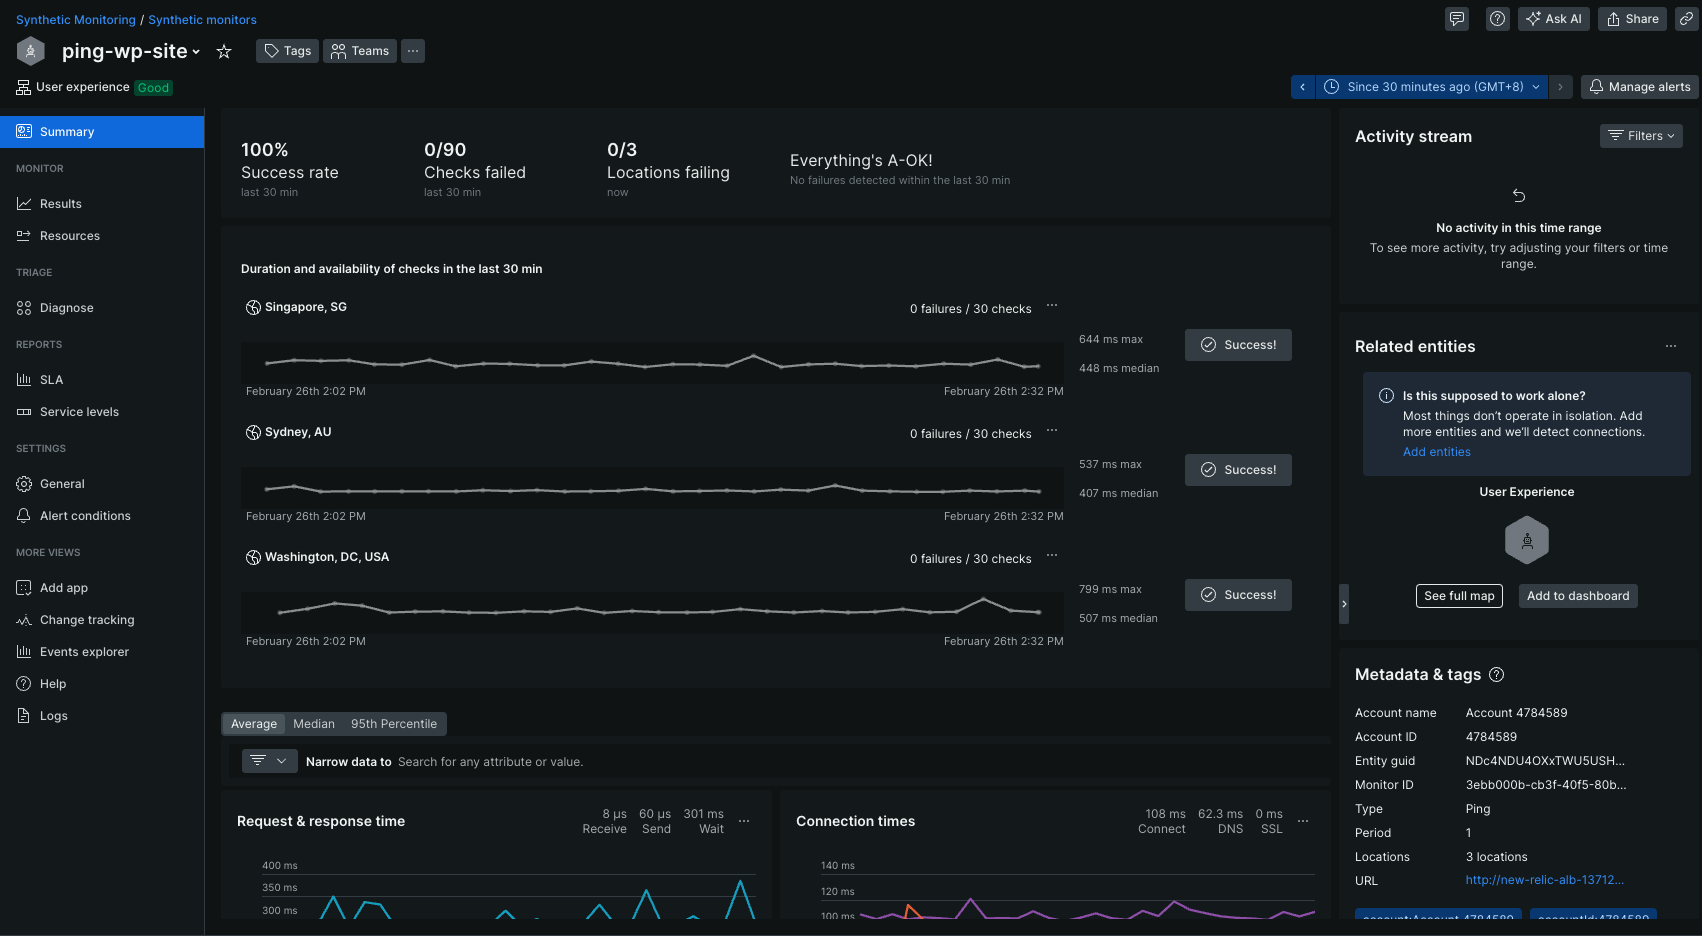 Synthetic Monitoring / Synthetic monitors
Ask AI
Share
ping-wp-site
Tags
Teams
User experience Good
Since 30 minutes ago (GMT+8)
Manage alerts
Summary
MONITOR
Results
Resources
TRIAGE
Diagnose
REPORTS
SLA
Service levels
SETTINGS
General
Alert conditions
MORE VIEWS
Add app
Change tracking
Events explorer
Help
Logs
100%
Success rate
last 30 min
0/90
Checks failed
last 30 min
0/3
Locations failing
now
Everything's A-OK!
No failures detected within the last 30 min
Duration and availability of checks in the last 30 min
Singapore, SG
0 failures / 30 checks
644 ms max
448 ms median
Success!
February 26th 2:02 PM
February 26th 2:32 PM
Sydney, AU
0 failures / 30 checks
537 ms max
407 ms median
Success!
February 26th 2:02 PM
February 26th 2:32 PM
Washington, DC, USA
0 failures / 30 checks
799 ms max
507 ms median
Success!
February 26th 2:02 PM
February 26th 2:32 PM
Average Median 95th Percentile
Narrow data to Search for any attribute or value.
Request & response time
8 µs
Receive
60 µs
Send
301 ms
Wait
400 ms
350 ms
300 ms
Connection times
108 ms
Connect
62.3 ms
DNS
0 ms
SSL
140 ms
120 ms
100 ms
Activity stream
Filters
No activity in this time range
To see more activity, try adjusting your filters or time
range.
Related entities
Is this supposed to work alone?
Most things don't operate in isolation. Add
more entities and we'll detect connections.
Add entities
User Experience
See full map
Add to dashboard
Metadata & tags
Account name Account 4784589
Account ID 4784589
Entity guid NDc4NDU4OXxTWU5USH...
Monitor ID 3ebb000b-cb3f-40f5-80b...
Type Ping
Period 1
Locations 3 locations
URL http://new-relic-alb-13712...
account:Account 4784589
accountId:4784589